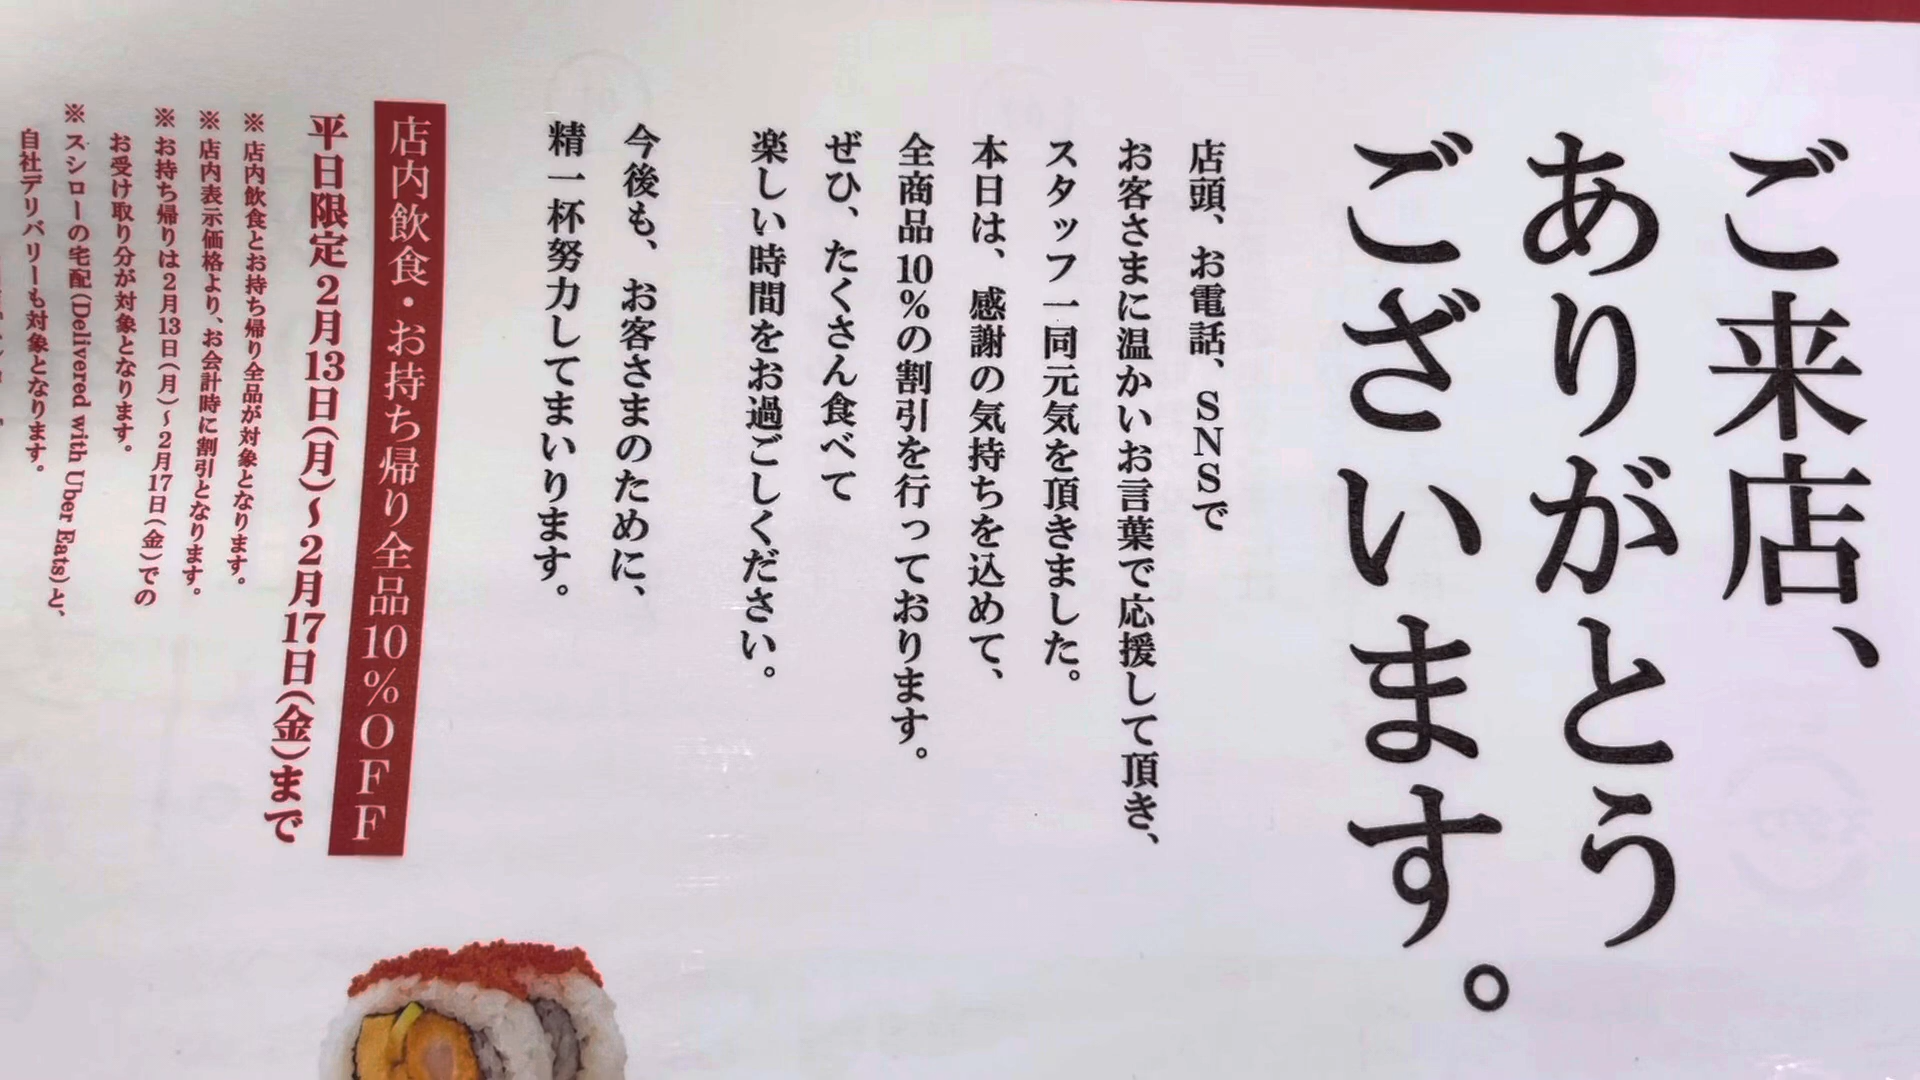 ご来店、
ありがとう
ございます。
店頭、お電話、SNSで
お客さまに温かいお言葉で応援して頂き、
スタッフ一同元気を頂きました。
本日は、感謝の気持ちを込めて、
全商品10%の割引を行っております。
ぜひ、たくさん食べて
楽しい時間をお過ごしください。
今後も、お客さまのために、
精一杯努力してまいります。
店内飲食・お持ち帰り全品10%OFF
平日限定2月13日(月)~2月17日(金)まで
※店内飲食とお持ち帰り全品が対象となります。
※店内表示価格より、お会計時に割引となります。
※お持ち帰りは2月13日(月)~2月17日(金)での
お受け取り分が対象となります。
※スシローの宅配(Delivered with Uber Eats)と、
自社デリバリーも対象となります。